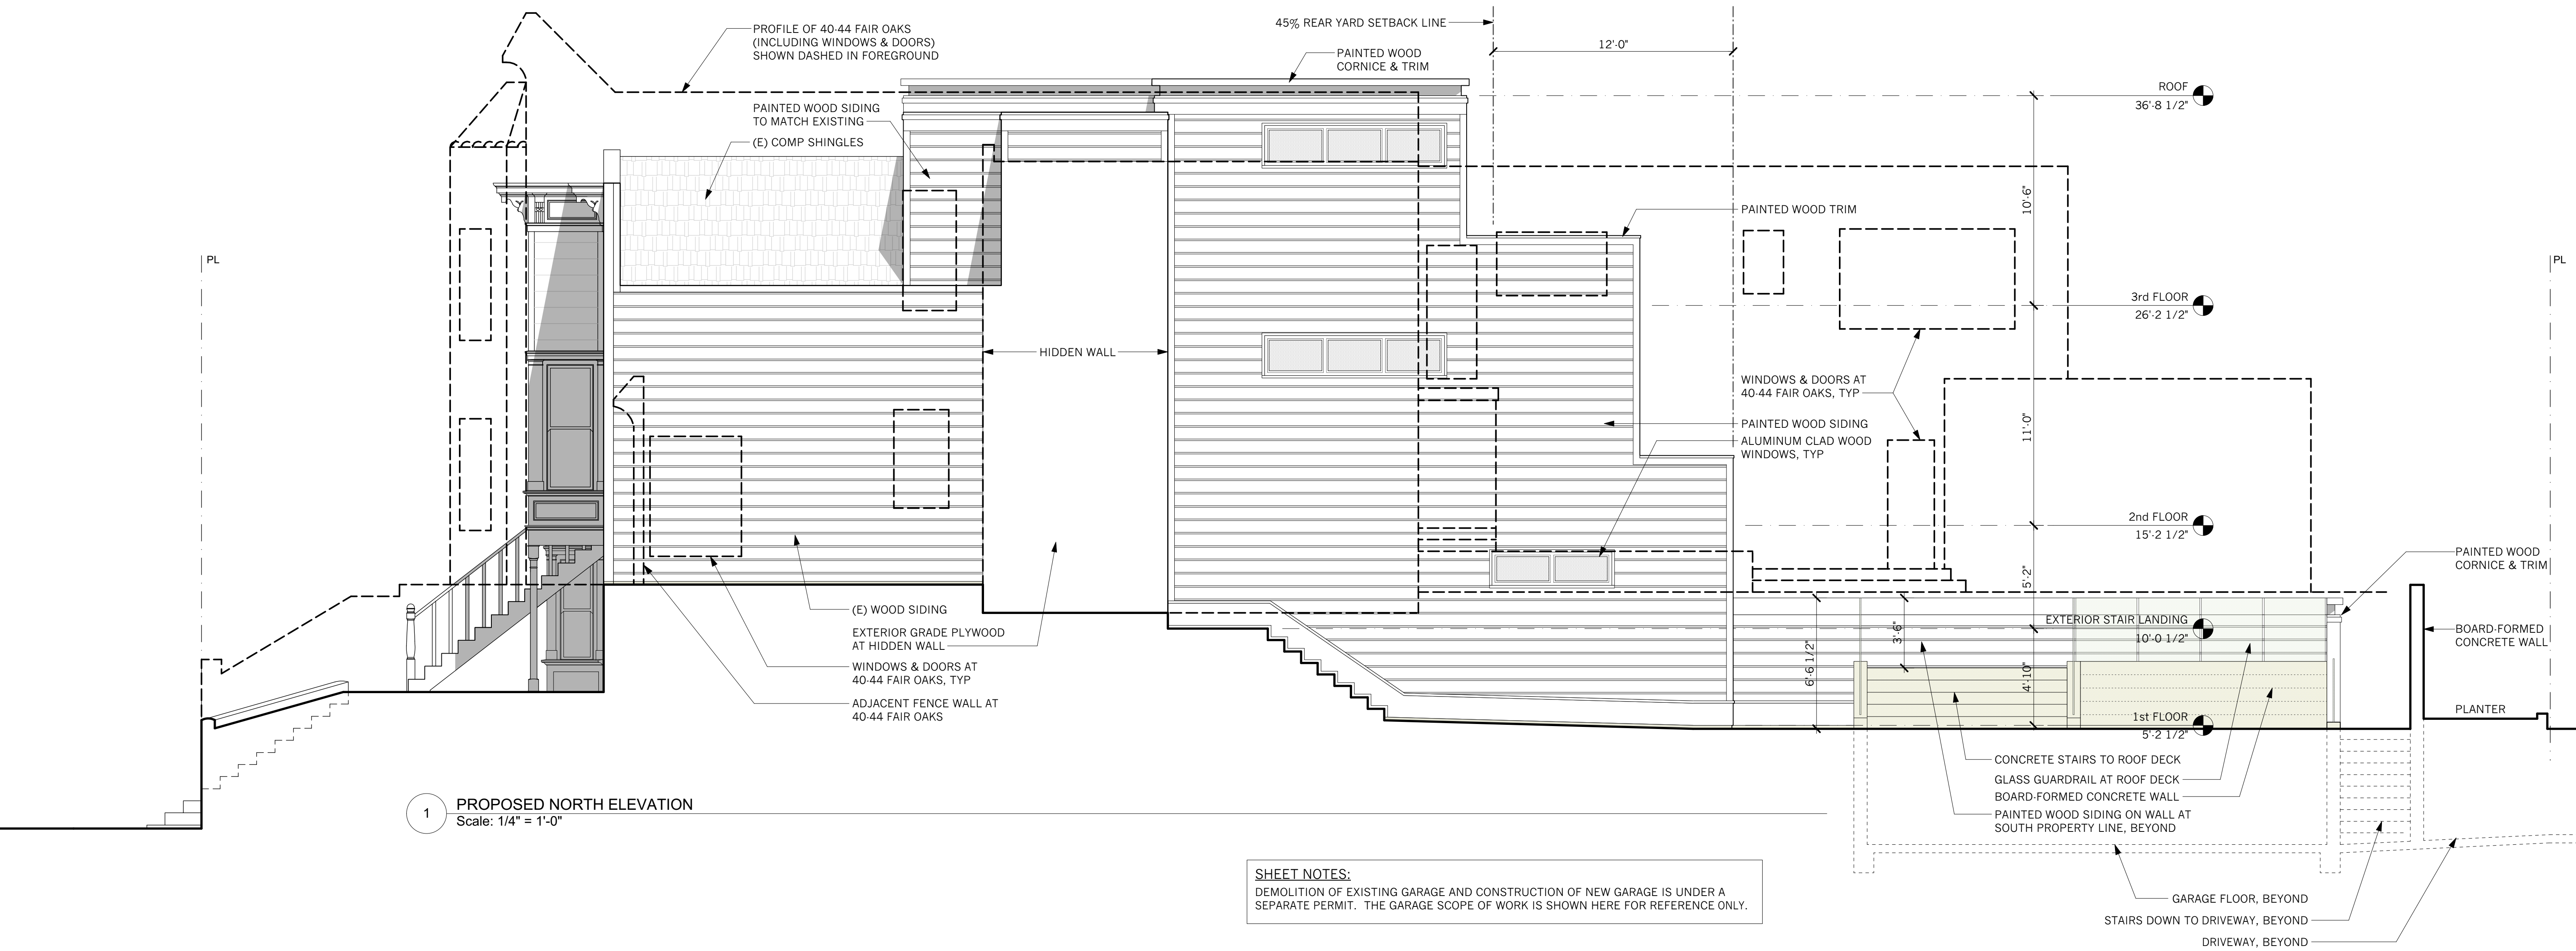 PROFILE OF 40-44 FAIR OAKS
(INCLUDING WINDOWS & DOORS)
SHOWN DASHED IN FOREGROUND
45% REAR YARD SETBACK LINE
12'-0"
PAINTED WOOD
CORNICE & TRIM
ROOF
36'-8 1/2"
PAINTED WOOD SIDING
TO MATCH EXISTING
(E) COMP SHINGLES
10'-6"
PAINTED WOOD TRIM
PL
PL
3rd FLOOR
26'-2 1/2"
HIDDEN WALL
WINDOWS & DOORS AT
40-44 FAIR OAKS, TYP
11'-0"
PAINTED WOOD SIDING
ALUMINUM CLAD WOOD
WINDOWS, TYP
2nd FLOOR
15'-2 1/2"
PAINTED WOOD
CORNICE & TRIM
5'-2"
(E) WOOD SIDING
EXTERIOR GRADE PLYWOOD
AT HIDDEN WALL
WINDOWS & DOORS AT
40-44 FAIR OAKS, TYP
ADJACENT FENCE WALL AT
40-44 FAIR OAKS
EXTERIOR STAIR LANDING
10'-0 1/2"
3'-6"
6'-6 1/2"
4'-10"
BOARD-FORMED
CONCRETE WALL
PLANTER
1st FLOOR
5'-2 1/2"
CONCRETE STAIRS TO ROOF DECK
GLASS GUARDRAIL AT ROOF DECK
BOARD-FORMED CONCRETE WALL
PAINTED WOOD SIDING ON WALL AT
SOUTH PROPERTY LINE, BEYOND
1
PROPOSED NORTH ELEVATION
Scale: 1/4" = 1'-0"
SHEET NOTES:
DEMOLITION OF EXISTING GARAGE AND CONSTRUCTION OF NEW GARAGE IS UNDER A
SEPARATE PERMIT. THE GARAGE SCOPE OF WORK IS SHOWN HERE FOR REFERENCE ONLY.
GARAGE FLOOR, BEYOND
STAIRS DOWN TO DRIVEWAY, BEYOND
DRIVEWAY, BEYOND